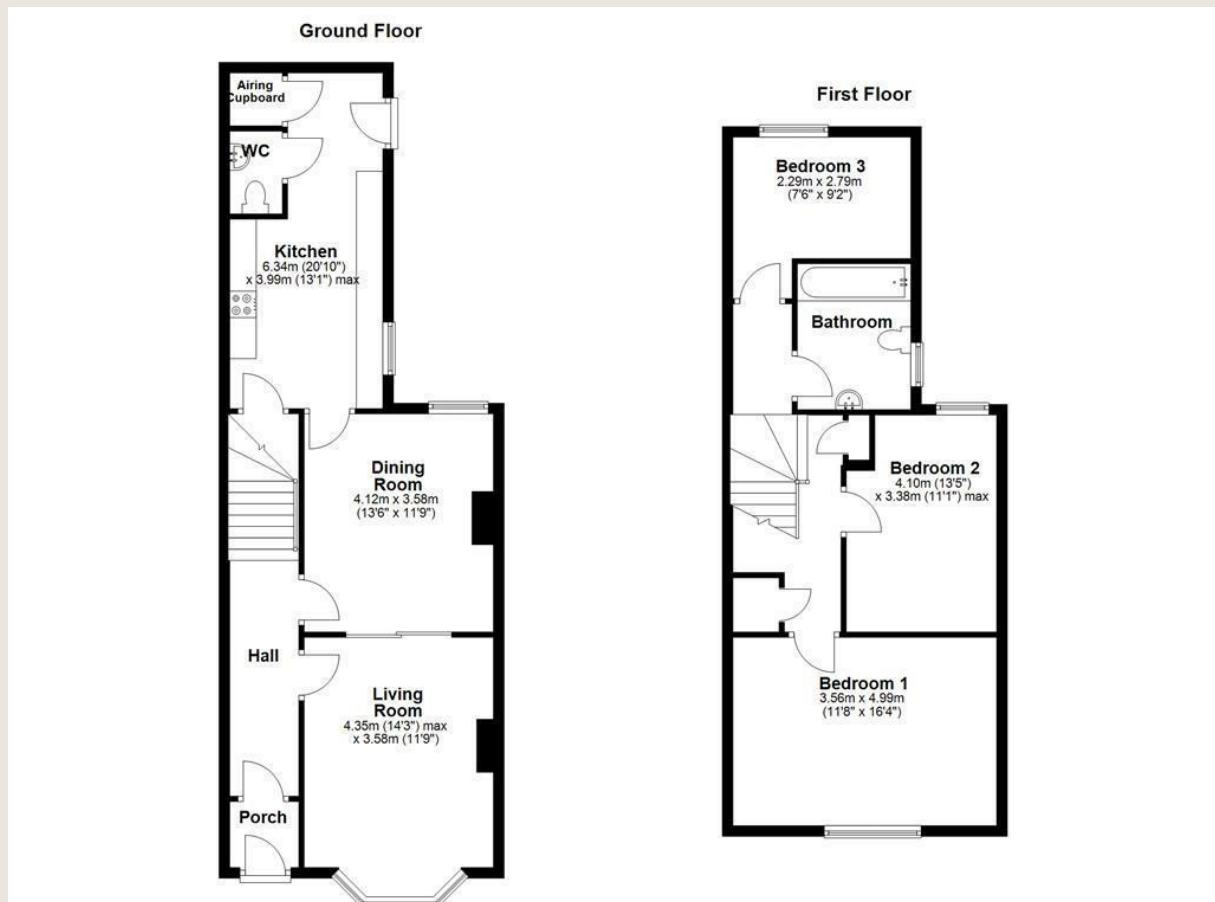 Ground Floor
Airing
Cupboard
WC
Kitchen
6.34m (20'10")
x 3.99m (13'1") max
Dining
Room
4.12m x 3.58m
(13'6" x 11'9")
Hall
Living
Room
4.35m (14'3") max
x 3.58m (11'9")
Porch
First Floor
Bedroom 3
2.29m x 2.79m
(7'6" x 9'2")
Bathroom
Bedroom 2
4.10m (13'5")
x 3.38m (11'1") max
Bedroom 1
3.56m x 4.99m
(11'8" x 16'4")